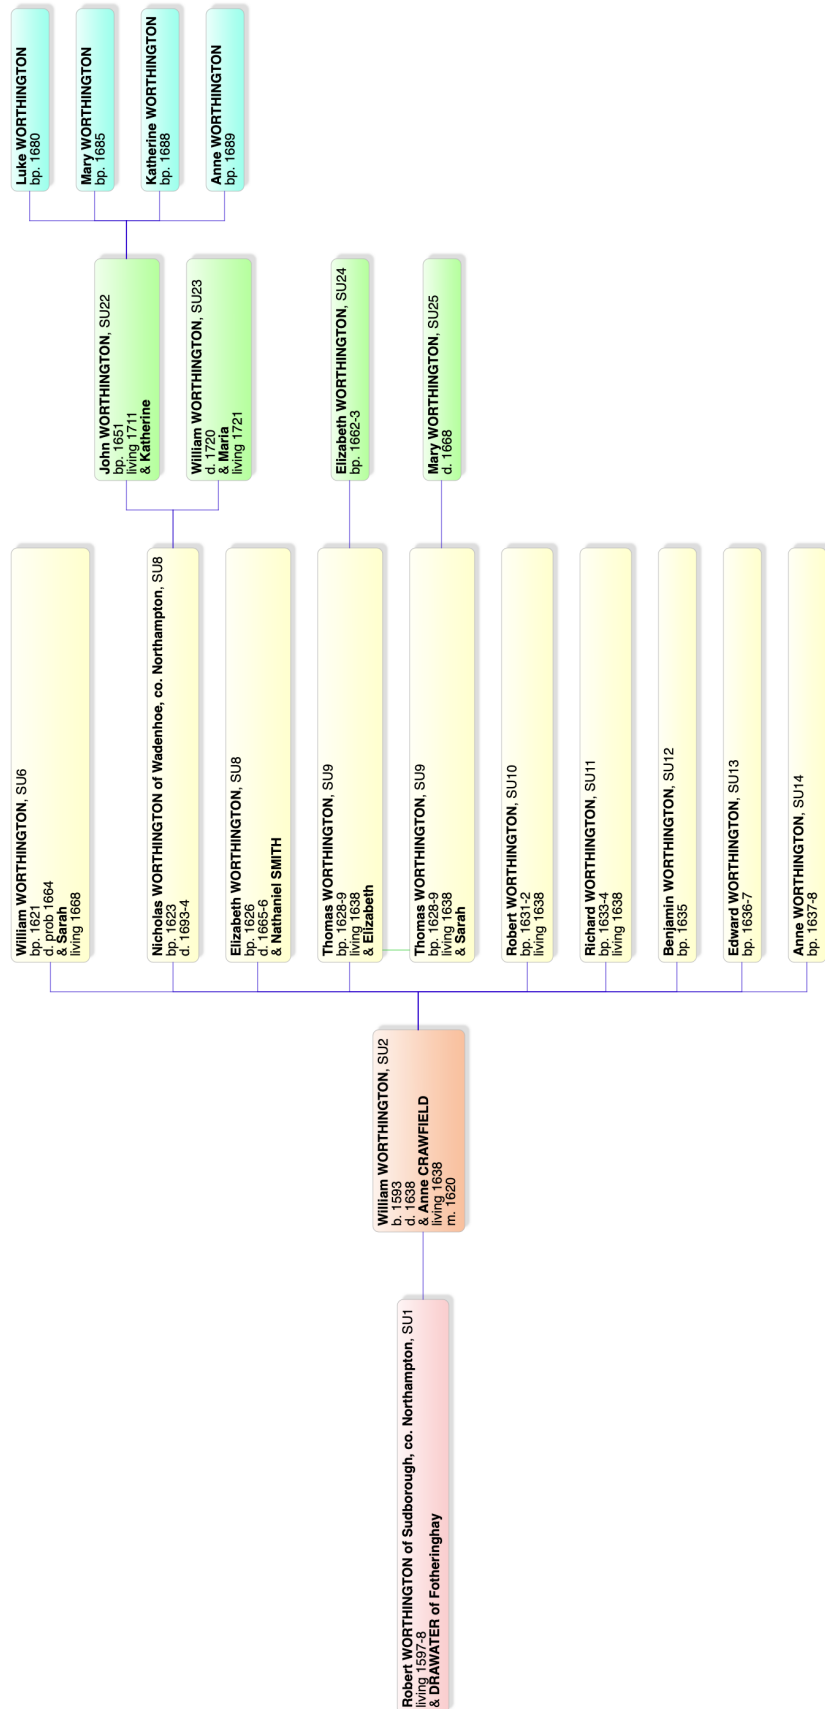 Robert WORTHINGTON of Sudborough, co. Northampton, SU1
living 1597-8
& DRAWATER of Fotheringhay
William WORTHINGTON, SU2
b. 1593
d. 1638
& Anne CRAWFIELD
living 1638
m. 1620
William WORTHINGTON, SU6
bp. 1621
d. prob 1664
& Sarah
living 1668
Nicholas WORTHINGTON of Wadenhoe, co. Northampton, SU8
bp. 1623
d. 1693-4
Elizabeth WORTHINGTON, SU8
bp. 1626
d. 1665-6
& Nathaniel SMITH
Thomas WORTHINGTON, SU9
bp. 1628-9
living 1638
& Elizabeth
Thomas WORTHINGTON, SU9
bp. 1628-9
living 1638
& Sarah
Robert WORTHINGTON, SU10
bp. 1631-2
living 1638
Richard WORTHINGTON, SU11
bp. 1633-4
living 1638
Benjamin WORTHINGTON, SU12
bp. 1635
Edward WORTHINGTON, SU13
bp. 1636-7
Anne WORTHINGTON, SU14
bp. 1637-8
John WORTHINGTON, SU22
bp. 1651
living 1711
& Katherine
William WORTHINGTON, SU23
d. 1720
& Maria
living 1721
Elizabeth WORTHINGTON, SU24
bp. 1662-3
Mary WORTHINGTON, SU25
d. 1668
Luke WORTHINGTON
bp. 1680
Mary WORTHINGTON
bp. 1685
Katherine WORTHINGTON
bp. 1688
Anne WORTHINGTON
bp. 1689